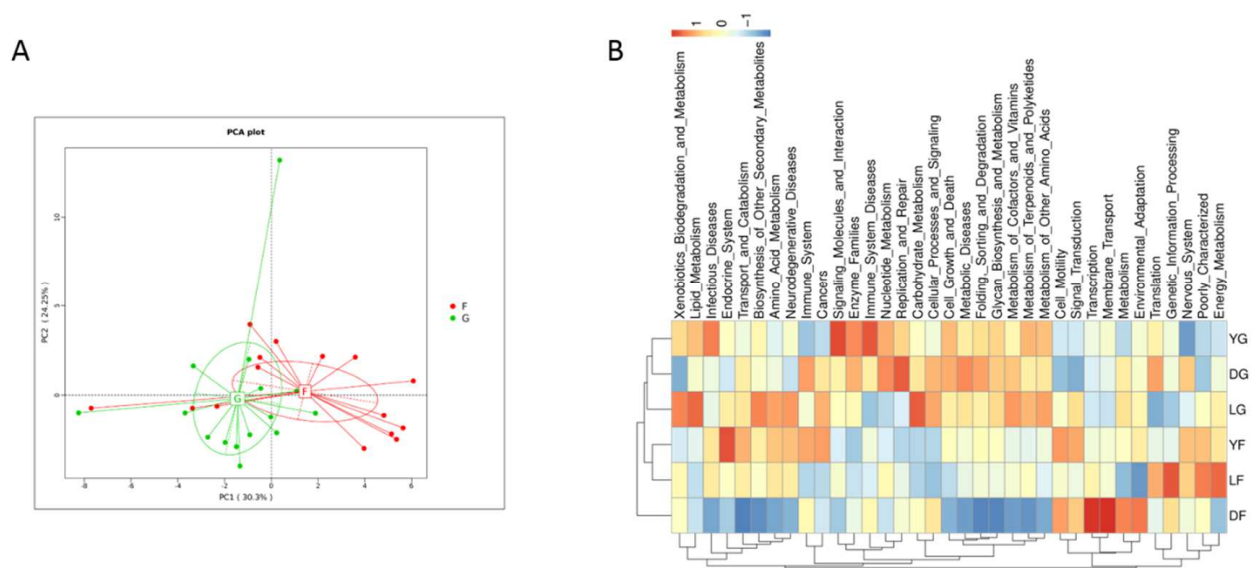 A
PCA plot
10
5
0
PC2 ( 24.25% )
-8
-6
-4
-2
0
2
4
6
PC1 ( 30.3% )
F
G
F
G
B
1
0
−1
Xenobiotics_Biodegradation_and_Metabolism
Lipid_Metabolism
Infectious_Diseases
Endocrine_System
Transport_and_Catabolism
Biosynthesis_of_Other_Secondary_Metabolites
Amino_Acid_Metabolism
Neurodegenerative_Diseases
Immune_System
Cancers
Signaling_Molecules_and_Interaction
Enzyme_Families
Immune_System_Diseases
Nucleotide_Metabolism
Replication_and_Repair
Carbohydrate_Metabolism
Cellular_Processes_and_Signaling
Cell_Growth_and_Death
Metabolic_Diseases
Folding,_Sorting_and_Degradation
Glycan_Biosynthesis_and_Metabolism
Metabolism_of_Cofactors_and_Vitamins
Metabolism_of_Terpenoids_and_Polyketides
Metabolism_of_Other_Amino_Acids
Cell_Motility
Signal_Transduction
Transcription
Membrane_Transport
Metabolism
Environmental_Adaptation
Translation
Genetic_Information_Processing
Nervous_System
Poorly_Characterized
Energy_Metabolism
YG
DG
LG
YF
LF
DF